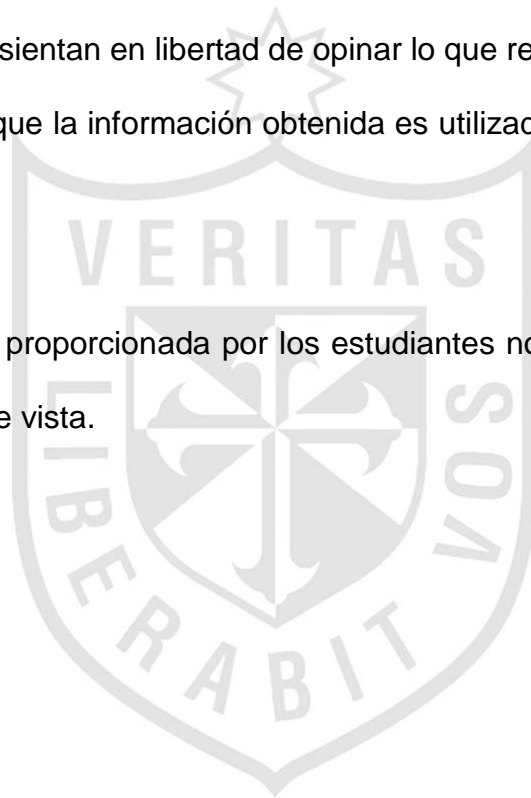 sientan en libertad de opinar lo que re
que la información obtenida es utilizad
VERITAS
proporcionada por los estudiantes no
e vista.
LIBERABIT VOS